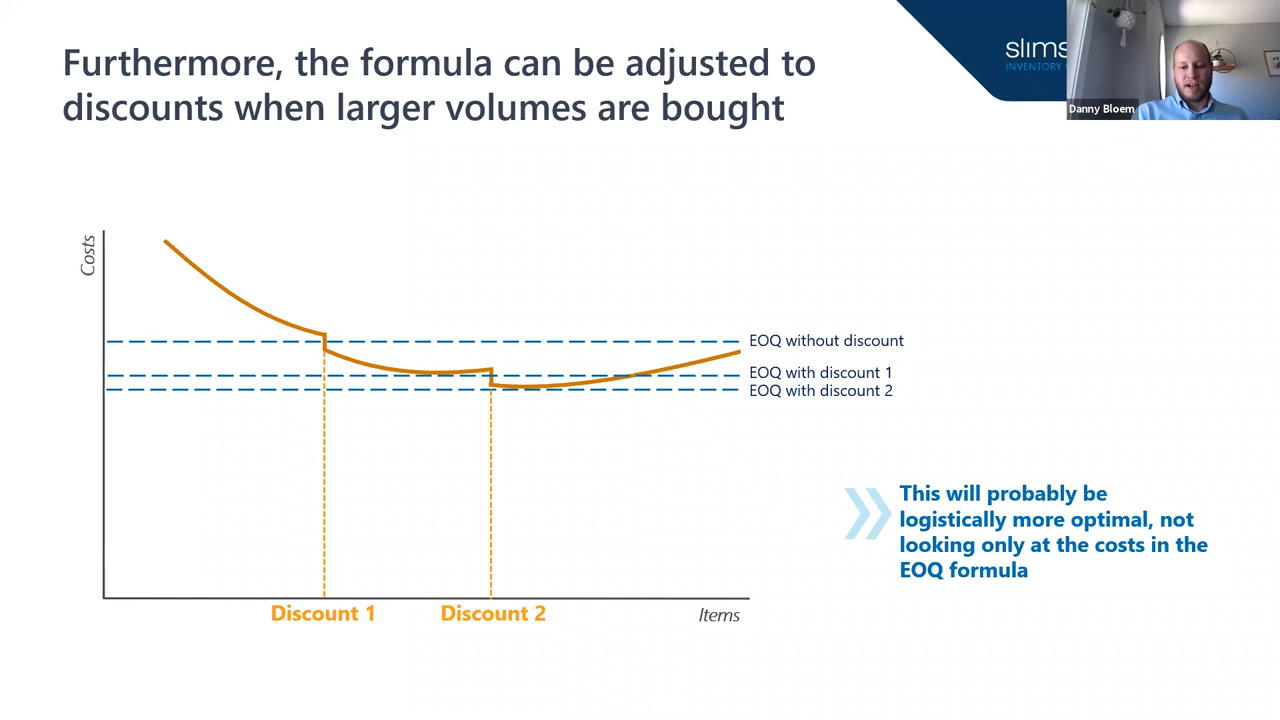 Furthermore, the formula can be adjusted to
discounts when larger volumes are bought
slims
INVENTORY
Danny Bloem
Costs
EOQ without discount
EOQ with discount 1
EOQ with discount 2
This will probably be
logistically more optimal, not
looking only at the costs in the
EOQ formula
Discount 1
Discount 2
Items